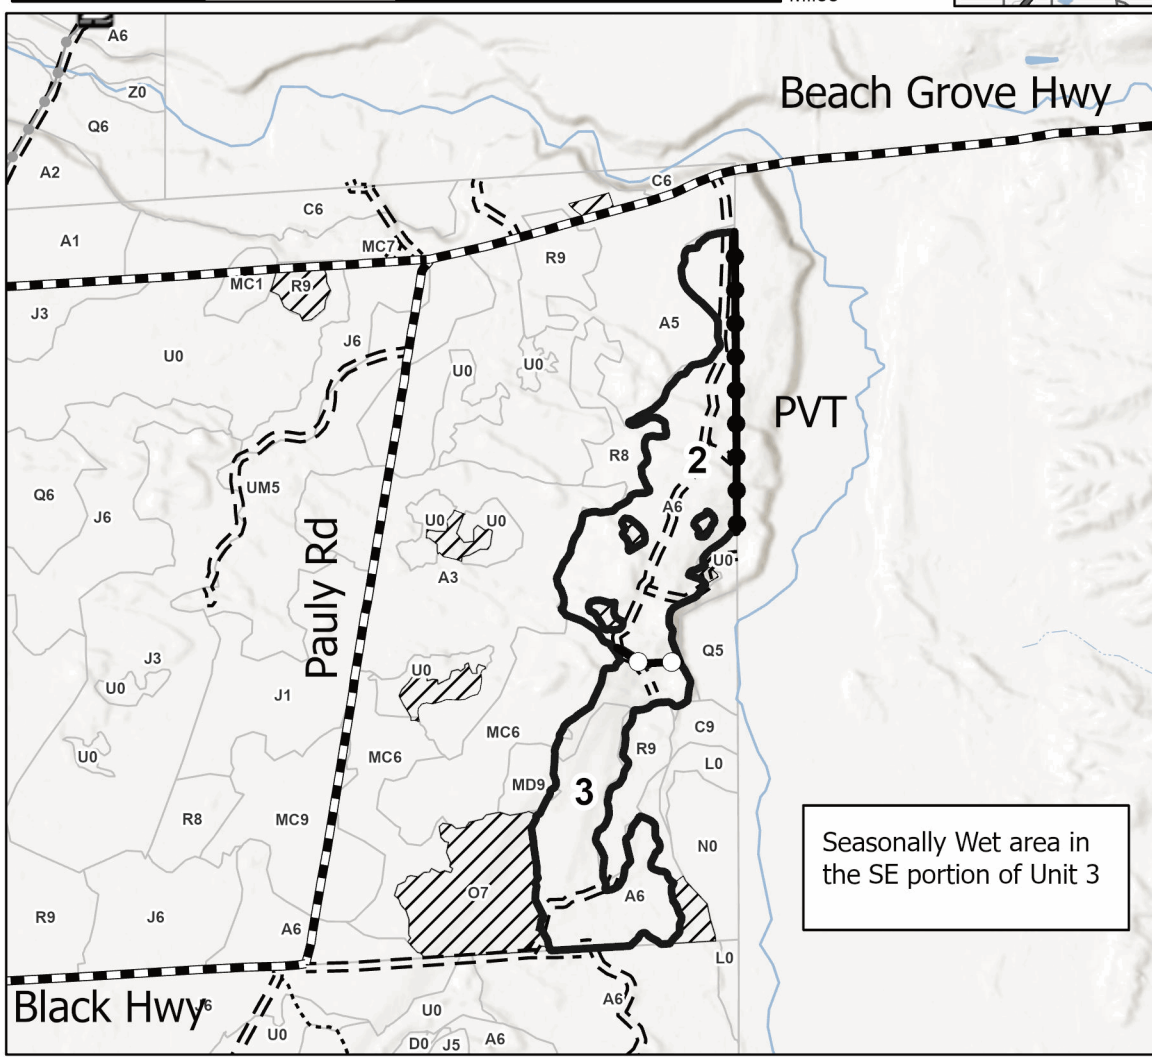 A6
Z0
Q6
A2
Beach Grove Hwy
C6
C6
A1
MC7
R9
MC1
R9
J3
A5
J6
U0
U0
U0
PVT
R8
2
UM5
Q6
J6
A6
U0
U0
Pauly Rd
U0
A3
Q5
J3
U0
U0
J1
C9
MC6
R9
U0
MC6
L0
MD9
3
R8
MC9
Seasonally Wet area in
the SE portion of Unit 3
N0
O7
A6
R9
J6
A6
L0
A6
Black Hwy
U0
U0
D0
J5
A6